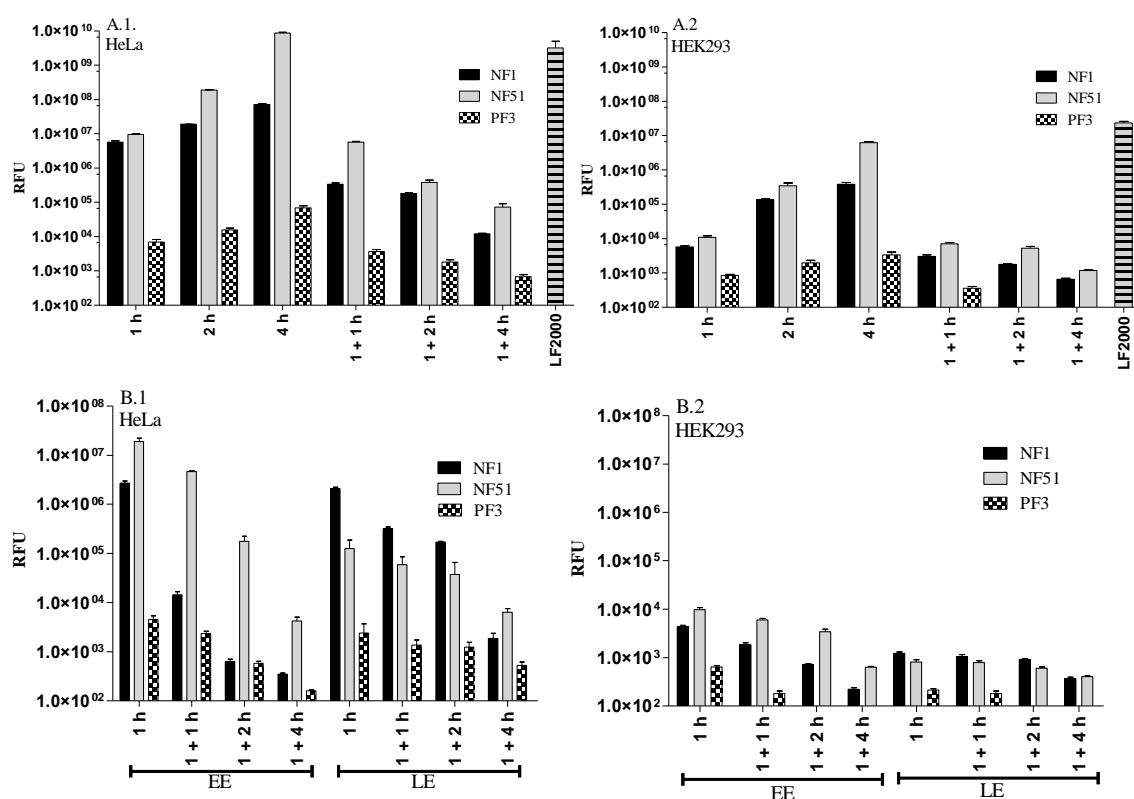 A.1.
HeLa
1.0×10^10
1.0×10^09
1.0×10^08
1.0×10^07
1.0×10^06
1.0×10^05
1.0×10^04
1.0×10^03
1.0×10^02
RFU
NF1
NF51
PF3
1 h
2 h
4 h
1 + 1 h
1 + 2 h
1 + 4 h
LF2000
A.2
HEK293
1.0×10^10
1.0×10^09
1.0×10^08
1.0×10^07
1.0×10^06
1.0×10^05
1.0×10^04
1.0×10^03
1.0×10^02
RFU
NF1
NF51
PF3
1 h
2 h
4 h
1 + 1 h
1 + 2 h
1 + 4 h
LF2000
B.1
HeLa
1.0×10^08
1.0×10^07
1.0×10^06
1.0×10^05
1.0×10^04
1.0×10^03
1.0×10^02
RFU
NF1
NF51
PF3
1 h
1 + 1 h
1 + 2 h
1 + 4 h
1 h
1 + 1 h
1 + 2 h
1 + 4 h
EE
LE
B.2
HEK293
1.0×10^8
1.0×10^7
1.0×10^6
1.0×10^5
1.0×10^4
1.0×10^3
1.0×10^2
RFU
NF1
NF51
PF3
1 h
1 + 1 h
1 + 2 h
1 + 4 h
1 h
1 + 1 h
1 + 2 h
1 + 4 h
EE
LE